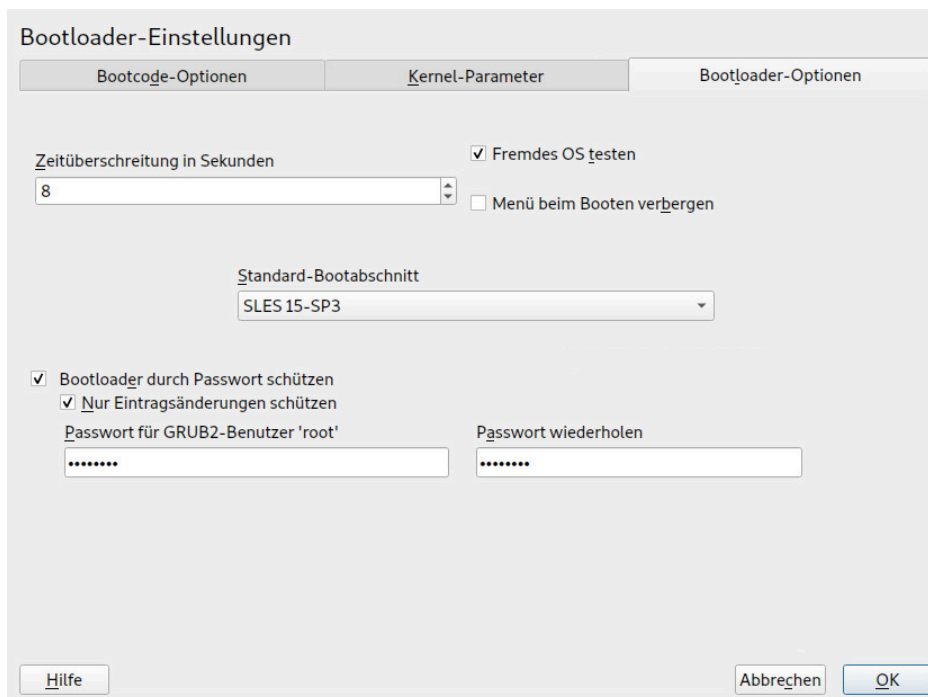 Bootloader-Einstellungen
Bootcode-Optionen
Kernel-Parameter
Bootloader-Optionen
Zeitüberschreitung in Sekunden
8
Fremdes OS testen
Menü beim Booten verbergen
Standard-Bootabschnitt
SLES 15-SP3
Bootloader durch Passwort schützen
Nur Eintragsänderungen schützen
Passwort für GRUB2-Benutzer 'root'
Passwort wiederholen
••••••••
••••••••
Hilfe
Abbrechen
OK